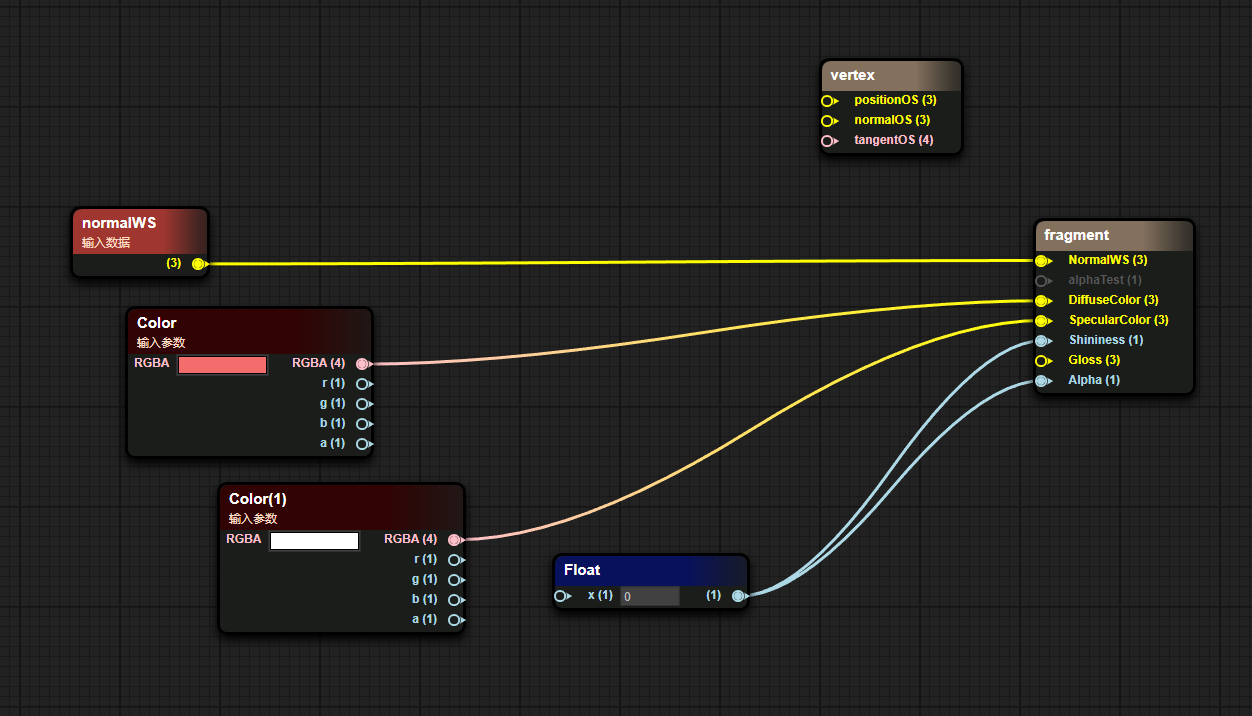 vertex
positionOS (3)
normalOS (3)
tangentOS (4)
normalWS
输入数据
(3)
fragment
NormalWS (3)
alphaTest (1)
DiffuseColor (3)
SpecularColor (3)
Shininess (1)
Gloss (3)
Alpha (1)
Color
输入参数
RGBA RGBA (4)
r (1)
g (1)
b (1)
a (1)
Color(1)
输入参数
RGBA RGBA (4)
r (1)
g (1)
b (1)
a (1)
Float
x (1) 0 (1)